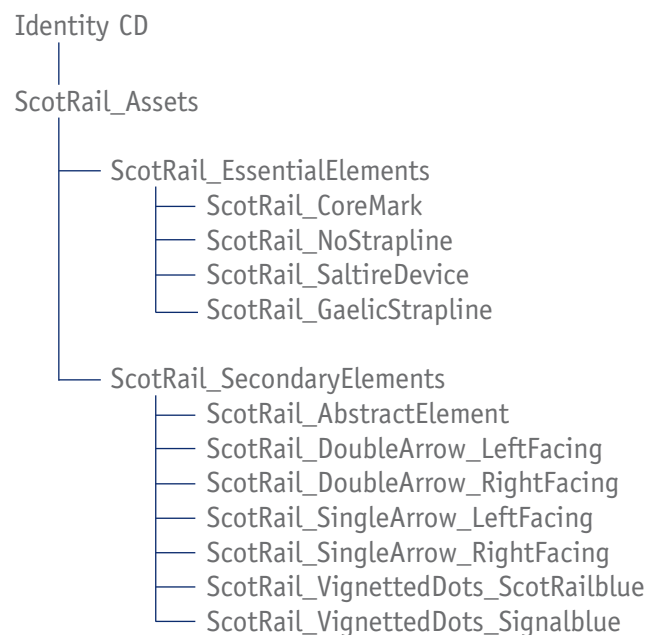 Identity CD
ScotRail_Assets
ScotRail_EssentialElements
ScotRail_CoreMark
ScotRail_NoStrapline
ScotRail_SaltireDevice
ScotRail_GaelicStrapline
ScotRail_SecondaryElements
ScotRail_AbstractElement
ScotRail_DoubleArrow_LeftFacing
ScotRail_DoubleArrow_RightFacing
ScotRail_SingleArrow_LeftFacing
ScotRail_SingleArrow_RightFacing
ScotRail_VignettedDots_ScotRailblue
ScotRail_VignettedDots_Signalblue